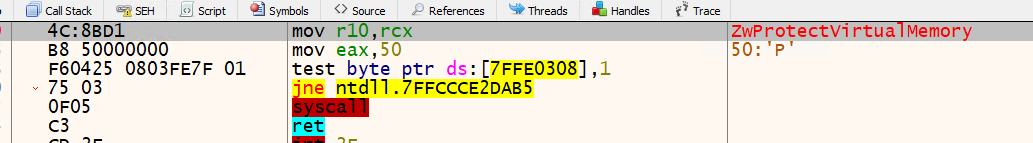 Call Stack SEH Script Symbols Source References Threads Handles Trace
4C:8BD1 mov r10,rcx ZwProtectVirtualMemory
B8 50000000 mov eax,50 50:'P'
F60425 0803FE7F 01 test byte ptr ds:[7FFE0308],1
75 03 jne ntdll.7FFCCCE2DAB5
0F05 syscall
C3 ret